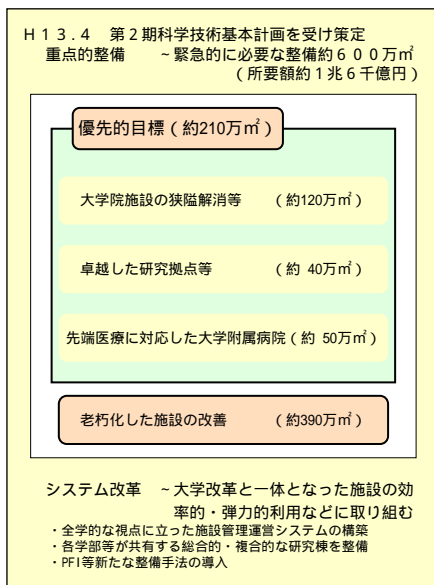 Ｈ１３.４　第２期科学技術基本計画を受け策定
重点的整備　～緊急的に必要な整備約６００万㎡
（所要額約１兆６千億円）
優先的目標（約210万㎡）
大学院施設の狭隘解消等　（約120万㎡）
卓越した研究拠点等　（約 40万㎡）
先端医療に対応した大学附属病院（約 50万㎡）
老朽化した施設の改善　（約390万㎡）
システム改革　～大学改革と一体となった施設の効
率的・弾力的利用などに取り組む
・全学的な視点に立った施設管理運営システムの構築
・各学部等が共有する総合的・複合的な研究棟を整備
・PFI等新たな整備手法の導入